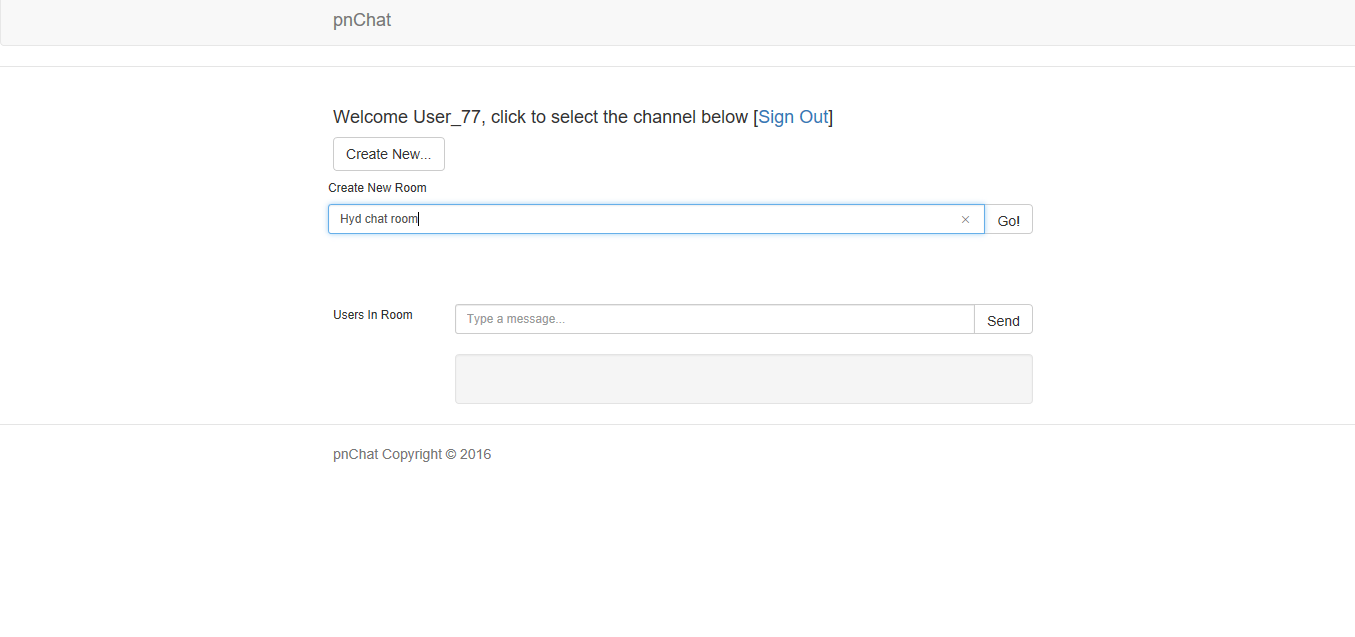 pnChat
Welcome User_77, click to select the channel below [Sign Out]
Create New...
Create New Room
Hyd chat room
Go!
Users In Room
Type a message...
Send
pnChat Copyright © 2016